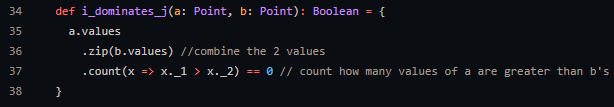 34 def i_dominates_j(a: Point, b: Point): Boolean = {
35 a.values
36 .zip(b.values) //combine the 2 values
37 .count(x => x._1 > x._2) == 0 // count how many values of a are greater than b's
38 }